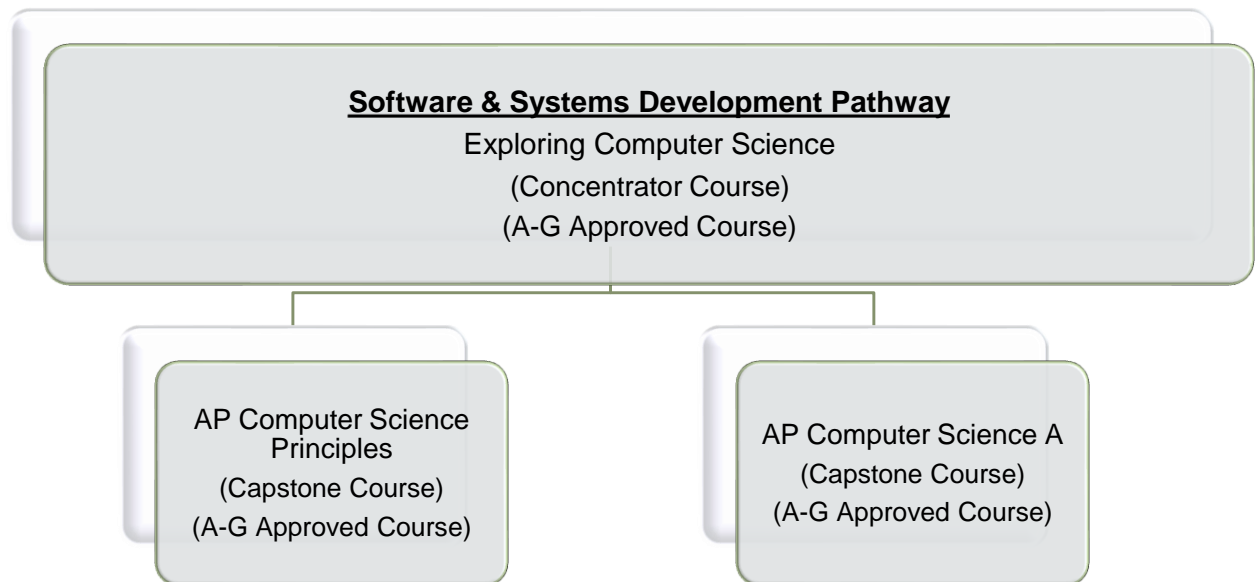 Software & Systems Development Pathway
Exploring Computer Science
(Concentrator Course)
(A-G Approved Course)
AP Computer Science
Principles
(Capstone Course)
(A-G Approved Course)
AP Computer Science A
(Capstone Course)
(A-G Approved Course)